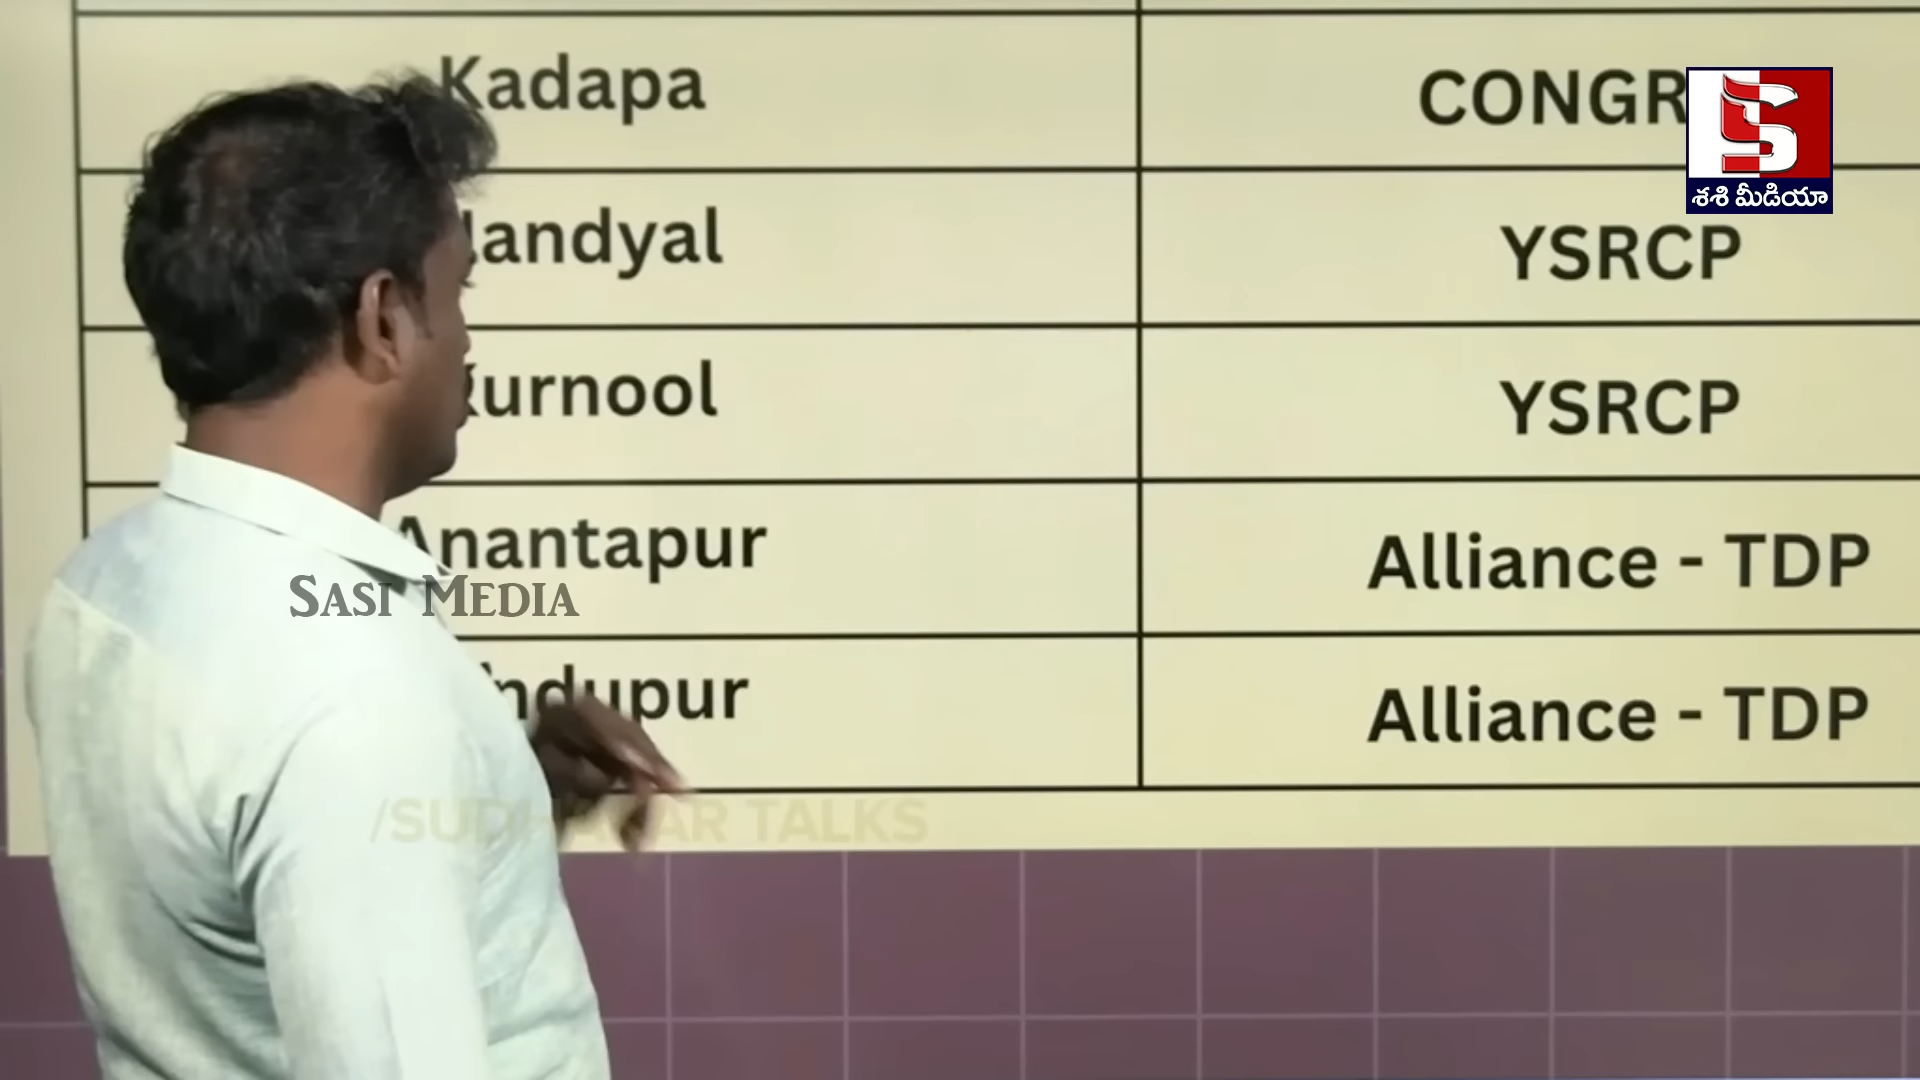 Kadapa CONGR
శశి మీడియా
andyal YSRCP
urnool YSRCP
Anantapur Alliance - TDP
SASI MEDIA
ndupur Alliance - TDP
/SUDHAKAR TALKS